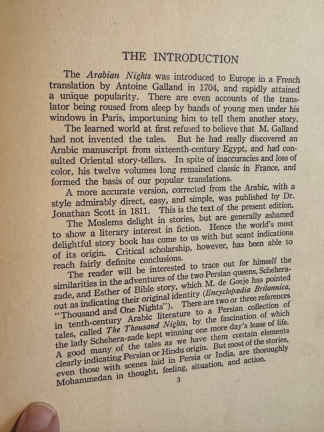 THE INTRODUCTION
The Arabian Nights was introduced to Europe in a French
translation by Antoine Galland in 1704, and rapidly attained
a unique popularity. There are even accounts of the trans-
lator being roused from sleep by bands of young men under his
windows in Paris, importuning him to tell them another story.
The learned world at first refused to believe that M. Galland
had not invented the tales. But he had really discovered an
Arabic manuscript from sixteenth-century Egypt, and had con-
sulted Oriental story-tellers. In spite of inaccuracies and loss of
color, his twelve volumes long remained classic in France, and
formed the basis of our popular translations.
A more accurate version, corrected from the Arabic, with a
style admirably direct, easy, and simple, was published by Dr.
Jonathan Scott in 1811. This is the text of the present edition.
The Moslems delight in stories, but are generally ashamed
to show a literary interest in fiction. Hence the world's most
delightful story book has come to us with but scant indications
of its origin. Critical scholarship, however, has been able to
reach fairly definite conclusions.
The reader will be interested to trace out for himself the
similarities in the adventures of the two Persian queens, Schehera-
zade, and Esther of Bible story, which M. de Goeje has pointed
out as indicating their original identity (Encyclopædia Britannica,
"Thousand and One Nights"). There are two or three references
in tenth-century Arabic literature to a Persian collection of
tales, called The Thousand Nights, by the fascination of which
the lady Schehera-zade kept winning one more day's lease of life.
A good many of the tales as we have them contain elements
clearly indicating Persian or Hindu origin. But most of the stories,
even those with scenes laid in Persia or India, are thoroughly
Mohammedan in thought, feeling, situation, and action.
3